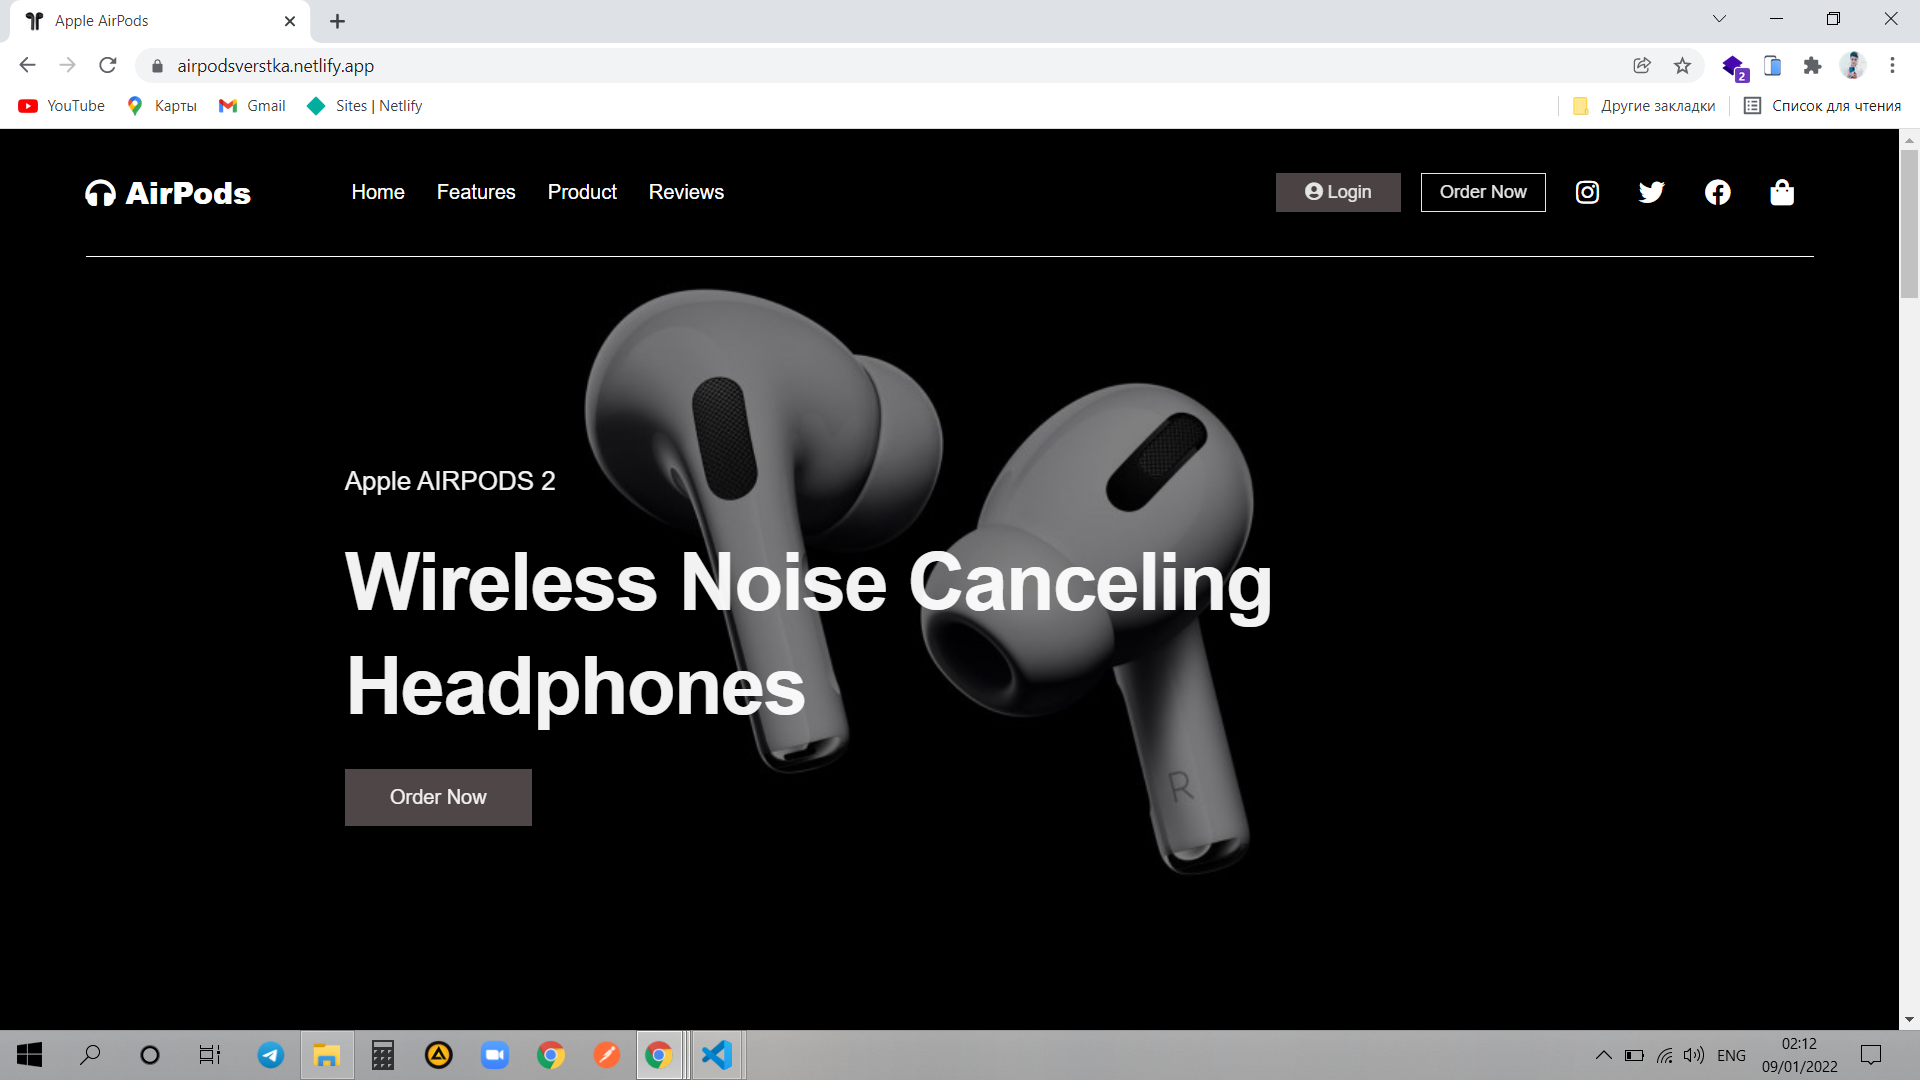 Apple AirPods
airpodsverstka.netlify.app
2
YouTube Карты Gmail Sites | Netlify Другие закладки Список для чтения
AirPods Home Features Product Reviews Login Order Now
Apple AIRPODS 2
Wireless Noise Canceling
Headphones
R
Order Now
ENG
02:12
09/01/2022